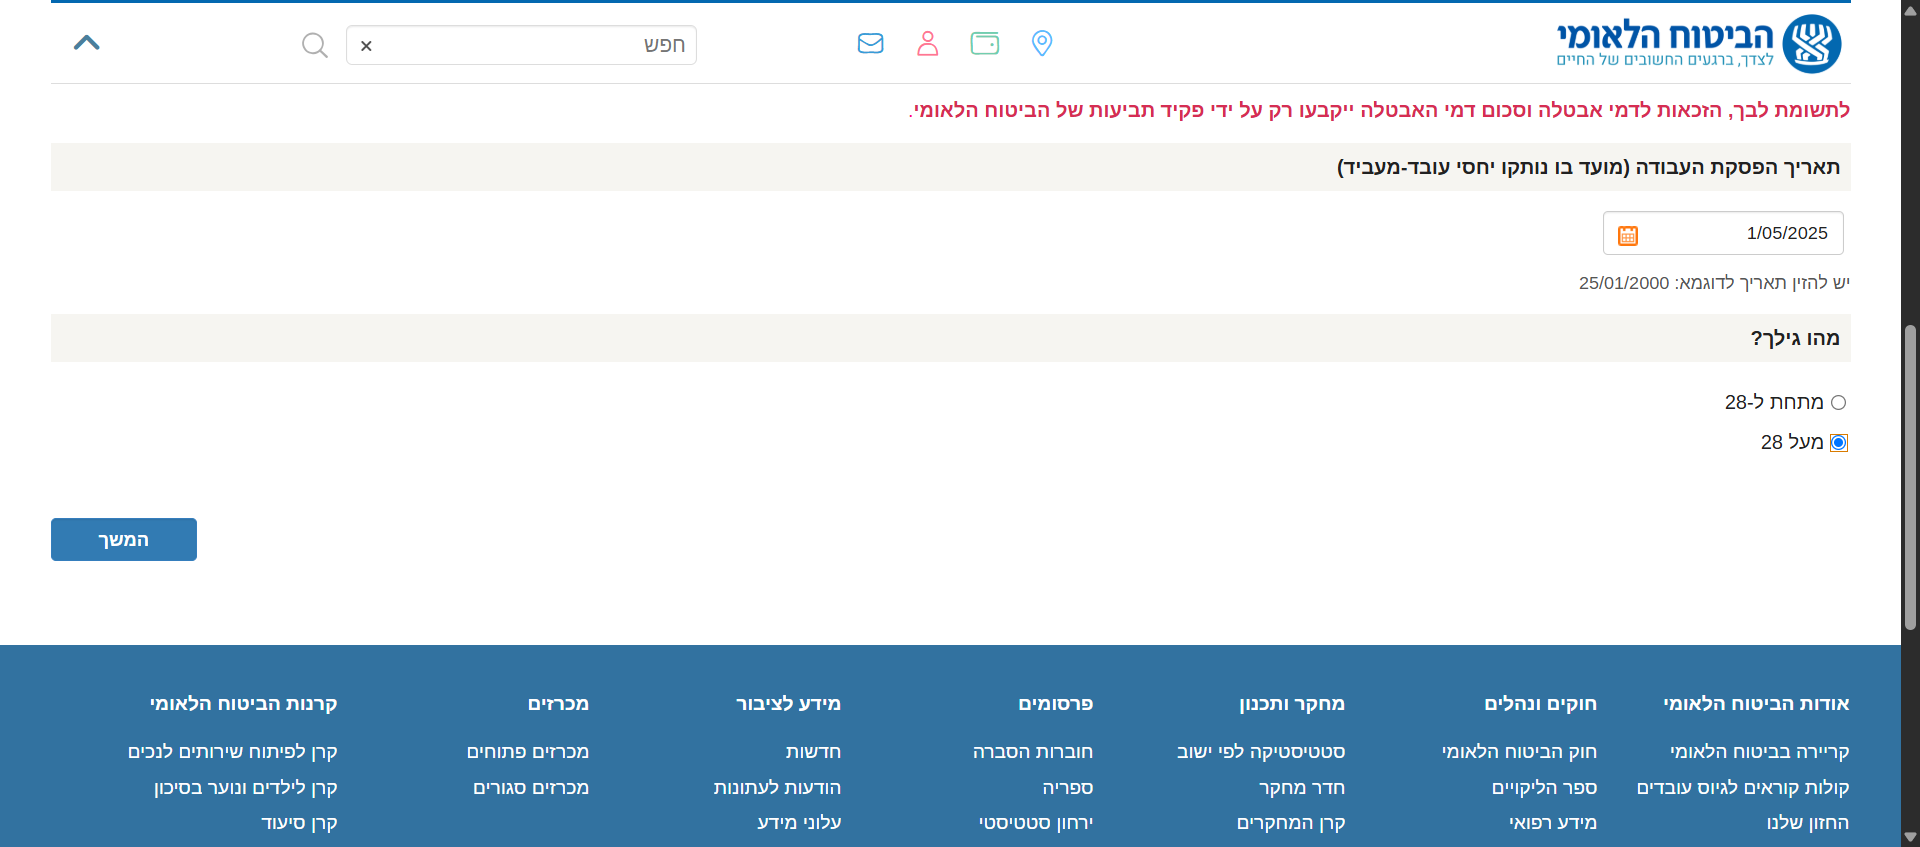 הביטוח הלאומי
לצדך, ברגעים החשובים של החיים
חפש
לתשומת לבך, הזכאות לדמי אבטלה וסכום דמי האבטלה ייקבעו רק על ידי פקיד תביעות של הביטוח הלאומי.
תאריך הפסקת העבודה (מועד בו נותקו יחסי עובד-מעביד)
1/05/2025
יש להזין תאריך לדוגמא: 25/01/2000
מהו גילך?
מתחת ל-28
מעל 28
המשך
אודות הביטוח הלאומי
קריירה בביטוח הלאומי
קולות קוראים לגיוס עובדים
החזון שלנו
חוקים ונהלים
חוק הביטוח הלאומי
ספר הליקויים
מידע רפואי
מחקר ותכנון
סטטיסטיקה לפי ישוב
חדר מחקר
קרן המחקרים
פרסומים
חוברות הסברה
ספריה
ירחון סטטיסטי
מידע לציבור
חדשות
הודעות לעתונות
עלוני מידע
מכרזים
מכרזים פתוחים
מכרזים סגורים
קרנות הביטוח הלאומי
קרן לפיתוח שירותים לנכים
קרן לילדים ונוער בסיכון
קרן סיעוד